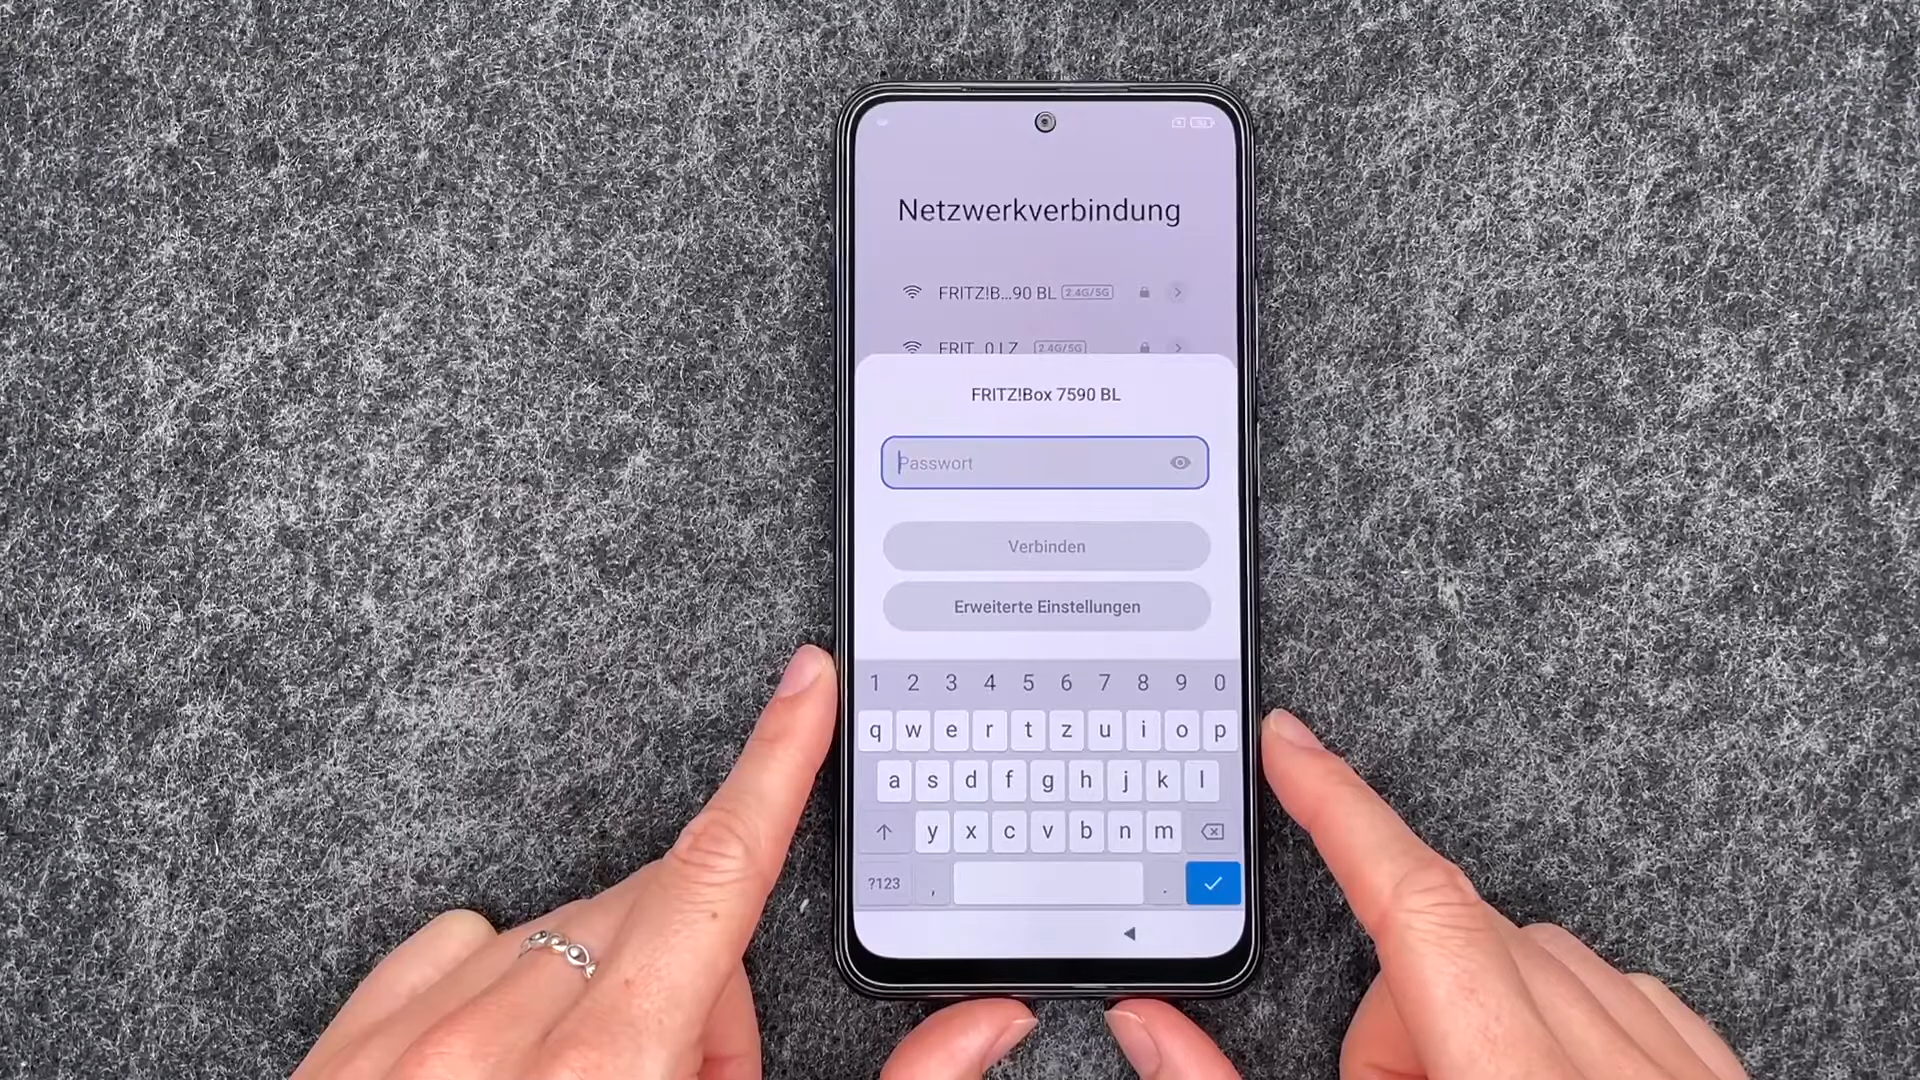 Netzwerkverbindung
FRITZ!B...90 BL 2.4G/5G
FRIT...0 LZ 2.4G/5G
FRITZ!Box 7590 BL
Passwort
Verbinden
Erweiterte Einstellungen
1 2 3 4 5 6 7 8 9 0
q w e r t z u i o p
a s d f g h j k l
y x c v b n m
?123 , .